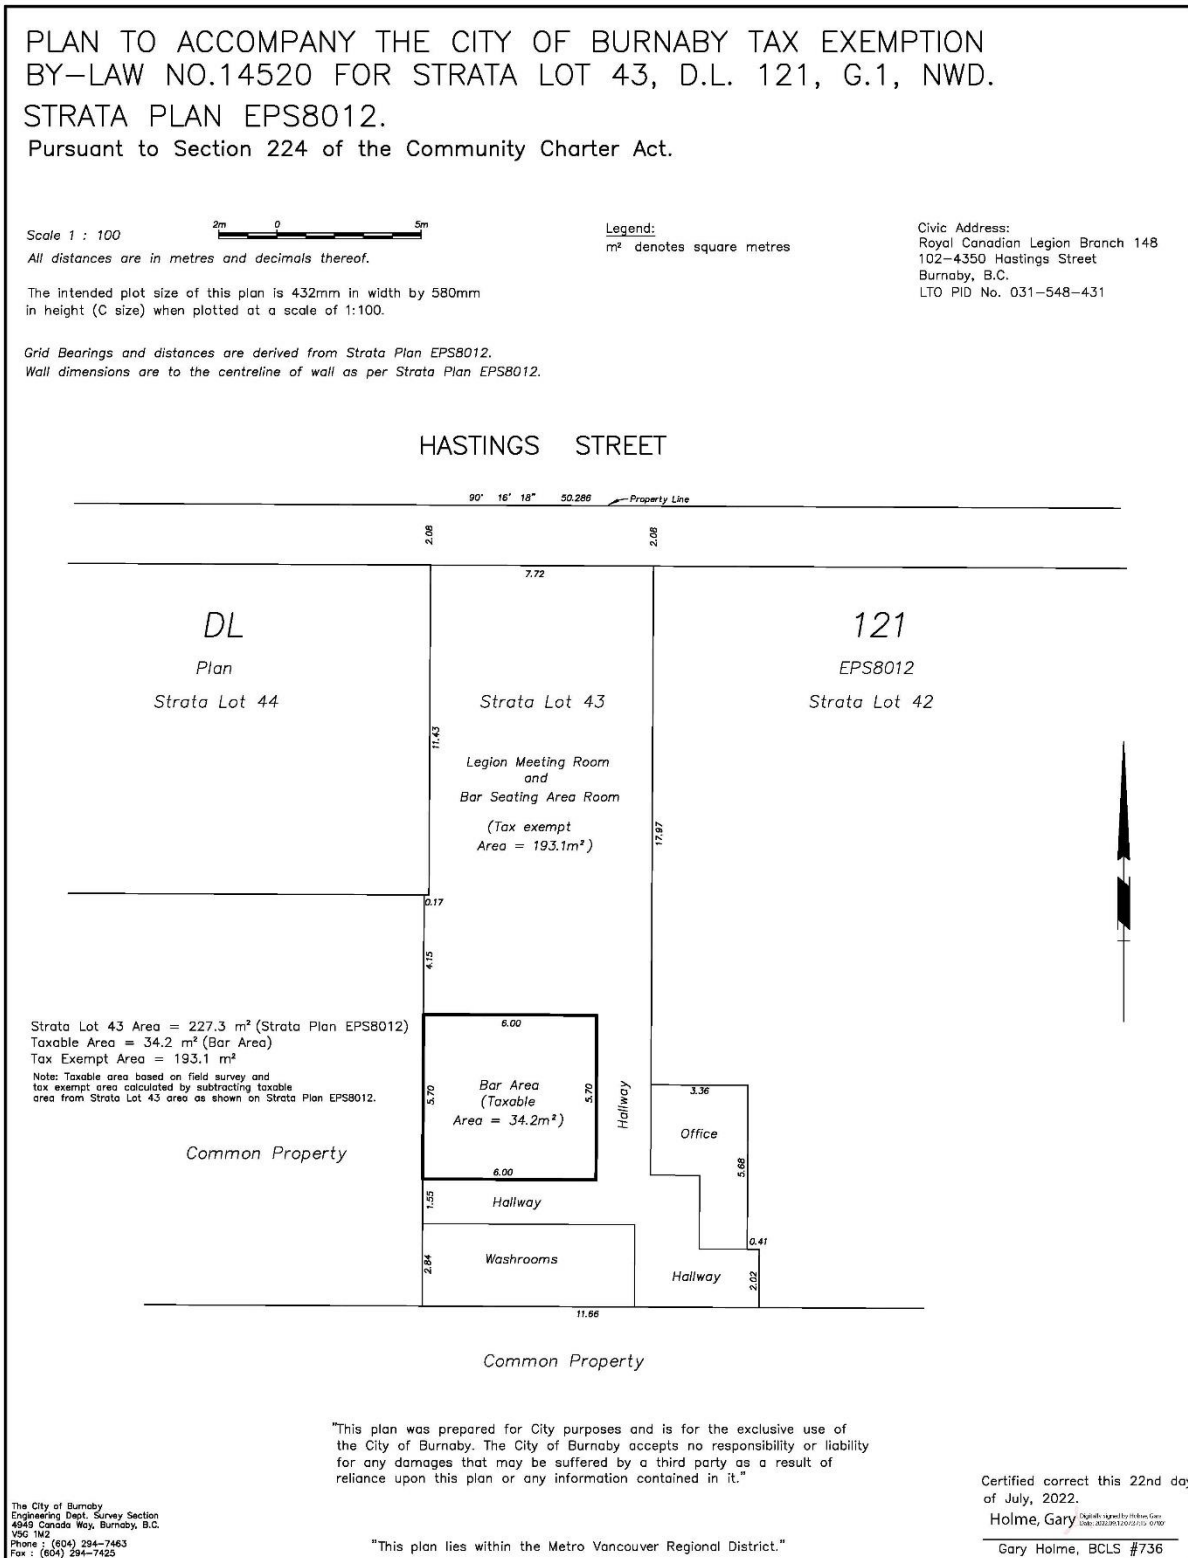 PLAN TO ACCOMPANY THE CITY OF BURNABY TAX EXEMPTION
BY-LAW NO.14520 FOR STRATA LOT 43, D.L. 121, G.1, NWD.
STRATA PLAN EPS8012.
Pursuant to Section 224 of the Community Charter Act.
Scale 1 : 100
2m 0 5m
All distances are in metres and decimals thereof.
The intended plot size of this plan is 432mm in width by 580mm
in height (C size) when plotted at a scale of 1:100.
Grid Bearings and distances are derived from Strata Plan EPS8012.
Wall dimensions are to the centreline of wall as per Strata Plan EPS8012.
Legend:
m² denotes square metres
Civic Address:
Royal Canadian Legion Branch 148
102-4350 Hastings Street
Burnaby, B.C.
LTO PID No. 031-548-431
HASTINGS STREET
90° 16' 18" 50.286 Property Line
2.08
2.08
7.72
DL
Plan
Strata Lot 44
Strata Lot 43
121
EPS8012
Strata Lot 42
11.43
Legion Meeting Room
and
Bar Seating Area Room
(Tax exempt
Area = 193.1m²)
17.97
0.17
4.15
Strata Lot 43 Area = 227.3 m² (Strata Plan EPS8012)
Taxable Area = 34.2 m² (Bar Area)
Tax Exempt Area = 193.1 m²
Note: Taxable area based on field survey and
tax exempt area calculated by subtracting taxable
area from Strata Lot 43 area as shown on Strata Plan EPS8012.
Common Property
6.00
5.70
Bar Area
(Taxable
Area = 34.2m²)
5.70
6.00
Hallway
3.36
Office
5.68
1.55
Hallway
2.84
Washrooms
0.41
Hallway
2.02
11.66
Common Property
"This plan was prepared for City purposes and is for the exclusive use of
the City of Burnaby. The City of Burnaby accepts no responsibility or liability
for any damages that may be suffered by a third party as a result of
reliance upon this plan or any information contained in it."
"This plan lies within the Metro Vancouver Regional District."
The City of Burnaby
Engineering Dept. Survey Section
4949 Canada Way, Burnaby, B.C.
V5G 1M2
Phone : (604) 294-7463
Fax : (604) 294-7425
Certified correct this 22nd day
of July, 2022.
Holme, Gary
Digitally signed by Holme, Gary
Gary Holme, BCLS #736